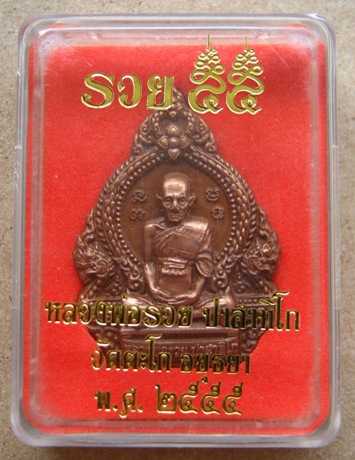 รวย ๕๕
หลวงพ่อรวย ปาสาทิโก
วัดตะโก อยุธยา
พ.ศ. ๒๕๕๕